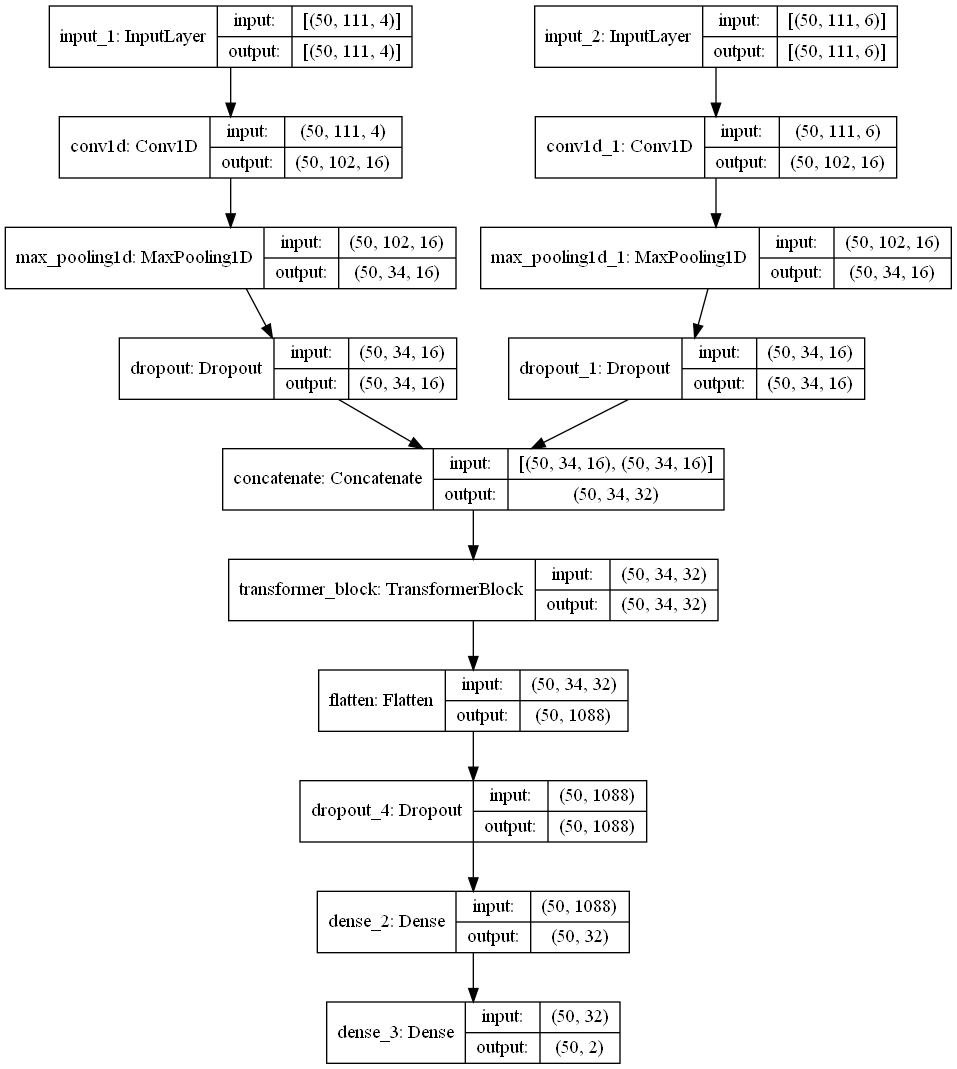 input_1: InputLayer
input: [(50, 111, 4)]
output: [(50, 111, 4)]
input_2: InputLayer
input: [(50, 111, 6)]
output: [(50, 111, 6)]
conv1d: Conv1D
input: (50, 111, 4)
output: (50, 102, 16)
conv1d_1: Conv1D
input: (50, 111, 6)
output: (50, 102, 16)
max_pooling1d: MaxPooling1D
input: (50, 102, 16)
output: (50, 34, 16)
max_pooling1d_1: MaxPooling1D
input: (50, 102, 16)
output: (50, 34, 16)
dropout: Dropout
input: (50, 34, 16)
output: (50, 34, 16)
dropout_1: Dropout
input: (50, 34, 16)
output: (50, 34, 16)
concatenate: Concatenate
input: [(50, 34, 16), (50, 34, 16)]
output: (50, 34, 32)
transformer_block: TransformerBlock
input: (50, 34, 32)
output: (50, 34, 32)
flatten: Flatten
input: (50, 34, 32)
output: (50, 1088)
dropout_4: Dropout
input: (50, 1088)
output: (50, 1088)
dense_2: Dense
input: (50, 1088)
output: (50, 32)
dense_3: Dense
input: (50, 32)
output: (50, 2)